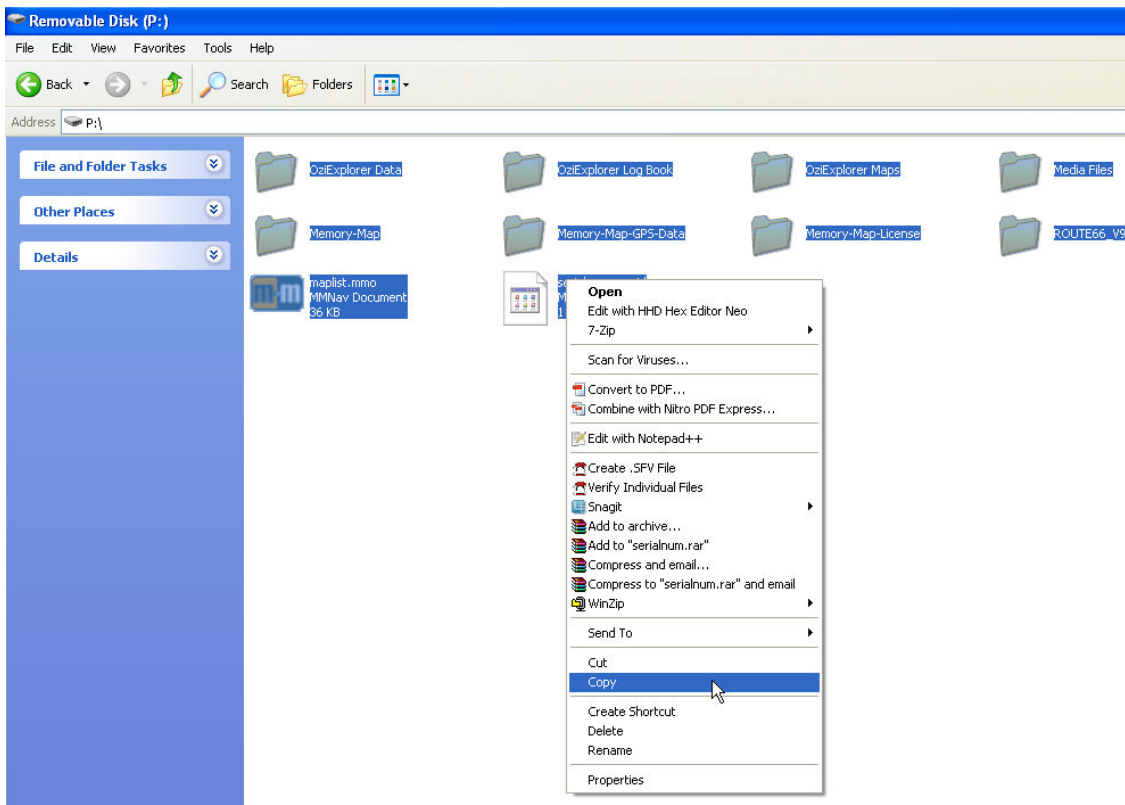 Removable Disk (P:)
File Edit View Favorites Tools Help
Back Search Folders
Address P:\
File and Folder Tasks
Other Places
Details
OziExplorer Data
OziExplorer Log Book
OziExplorer Maps
Media Files
Memory-Map
Memory-Map-GPS-Data
Memory-Map-License
ROUTE66_V9
maplist.mmo
MMNav Document
36 KB
Open
Edit with HHD Hex Editor Neo
7-Zip
Scan for Viruses...
Convert to PDF...
Combine with Nitro PDF Express...
Edit with Notepad++
Create .SFV File
Verify Individual Files
Snagit
Add to archive...
Add to "serialnum.rar"
Compress and email...
Compress to "serialnum.rar" and email
WinZip
Send To
Cut
Copy
Create Shortcut
Delete
Rename
Properties